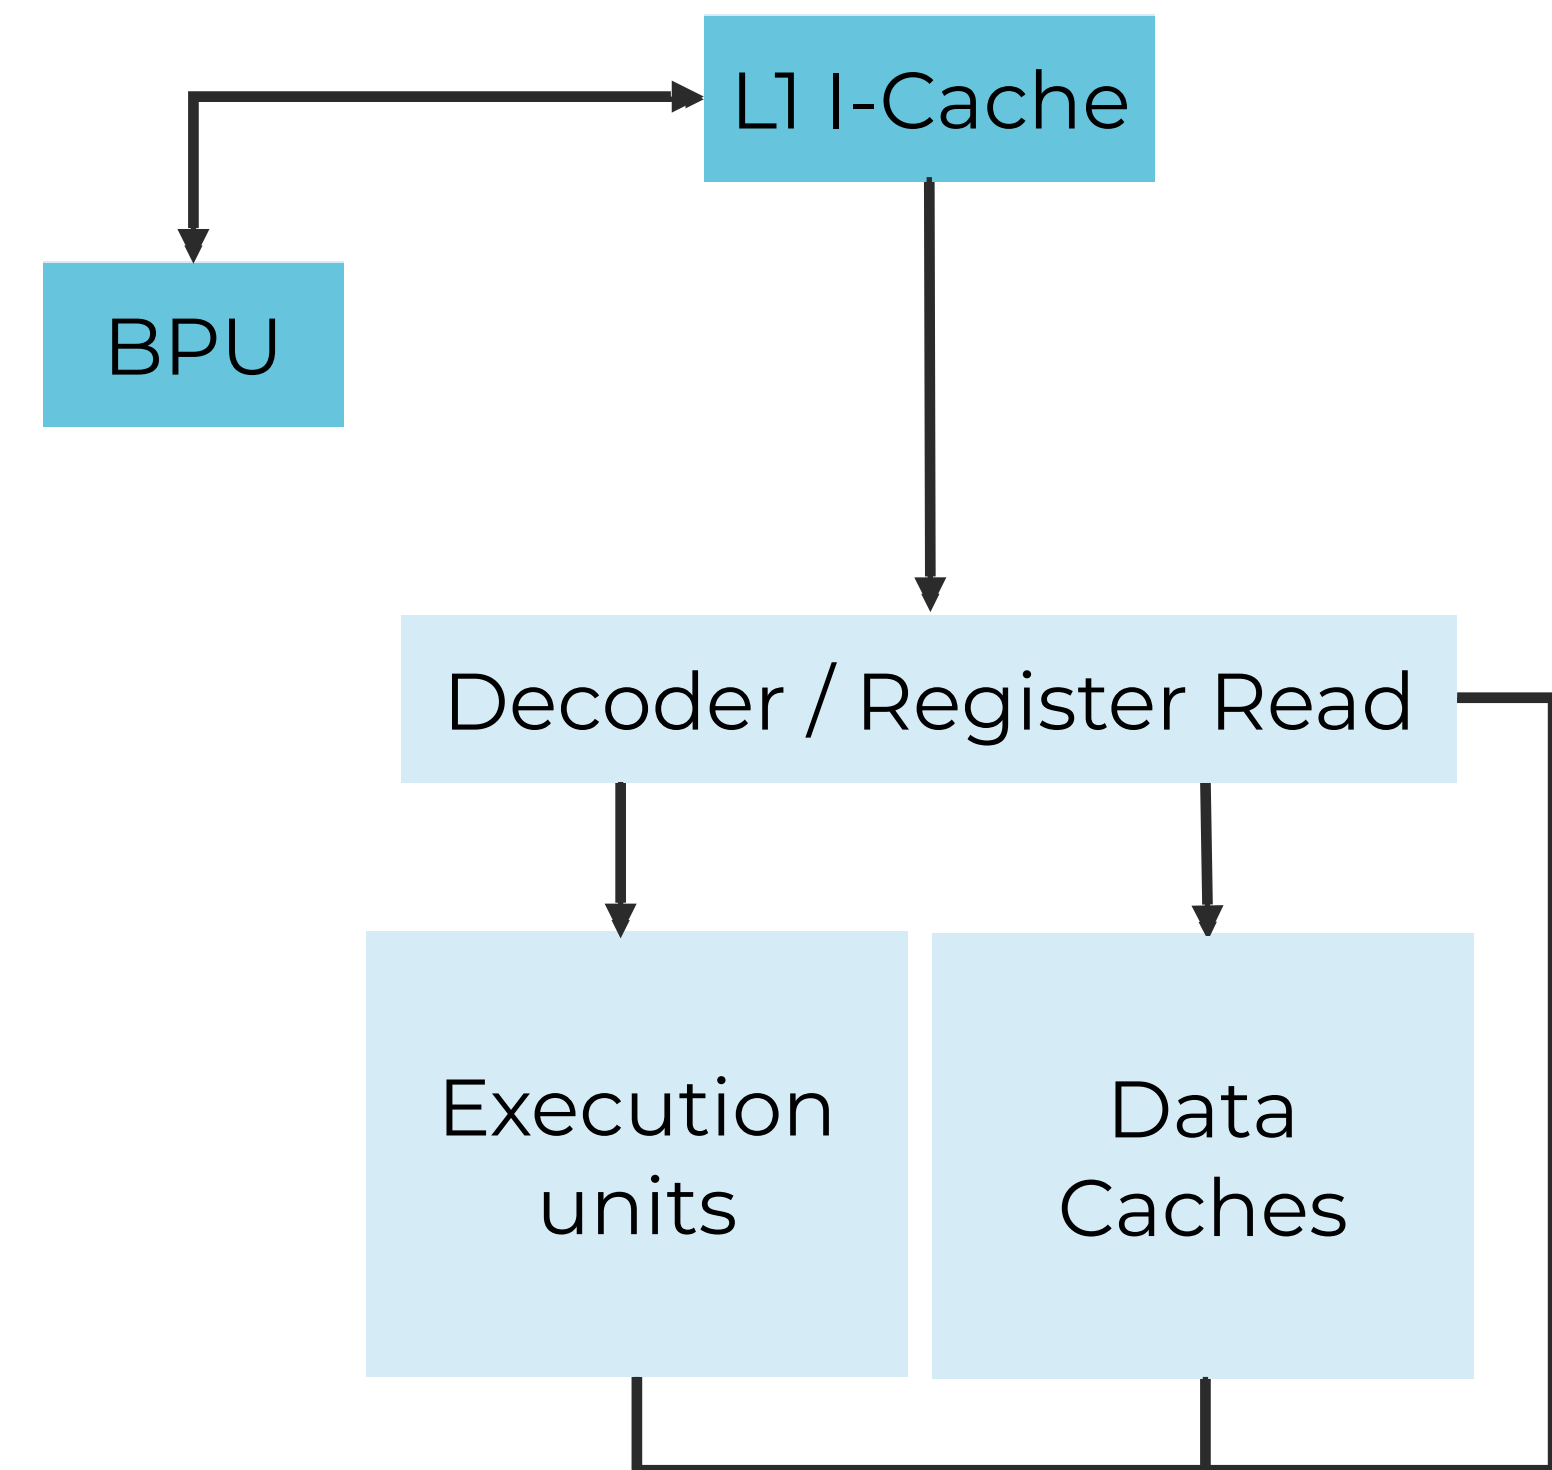 L1 I-Cache
BPU
Decoder / Register Read
Execution
units
Data
Caches